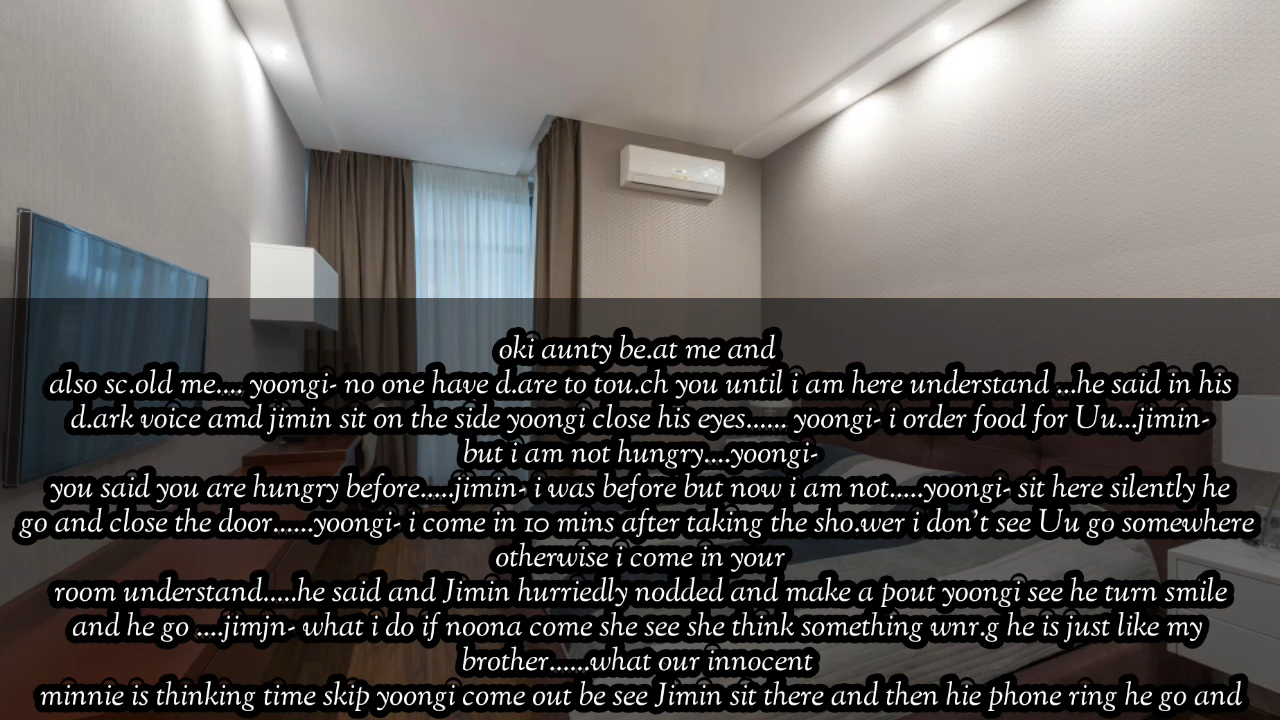 oki aunty be.at me and
also sc.old me.... yoongi- no one have d.are to tou.ch you until i am here understand ...he said in his
d.ark voice amd jimin sit on the side yoongi close his eyes...... yoongi- i order food for Uu...jimin-
but i am not hungry....yoongi-
you said you are hungry before.....jimin- i was before but now i am not.....yoongi- sit here silently he
go and close the door......yoongi- i come in 10 mins after taking the sho.wer i don't see Uu go somewhere
otherwise i come in your
room understand.....he said and Jimin hurriedly nodded and make a pout yoongi see he turn smile
and he go ....jimjn- what i do if noona come she see she think something wnr.g he is just like my
brother......what our innocent
minnie is thinking time skip yoongi come out be see Jimin sit there and then hie phone ring he go and